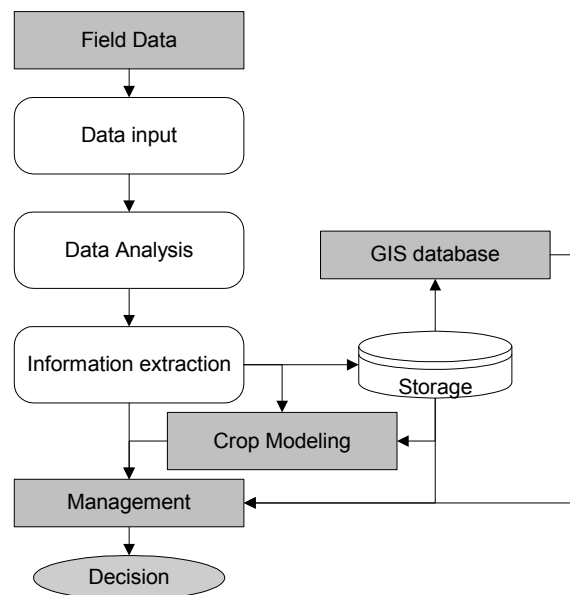 Field Data
Data input
Data Analysis
GIS database
Information extraction
Storage
Crop Modeling
Management
Decision